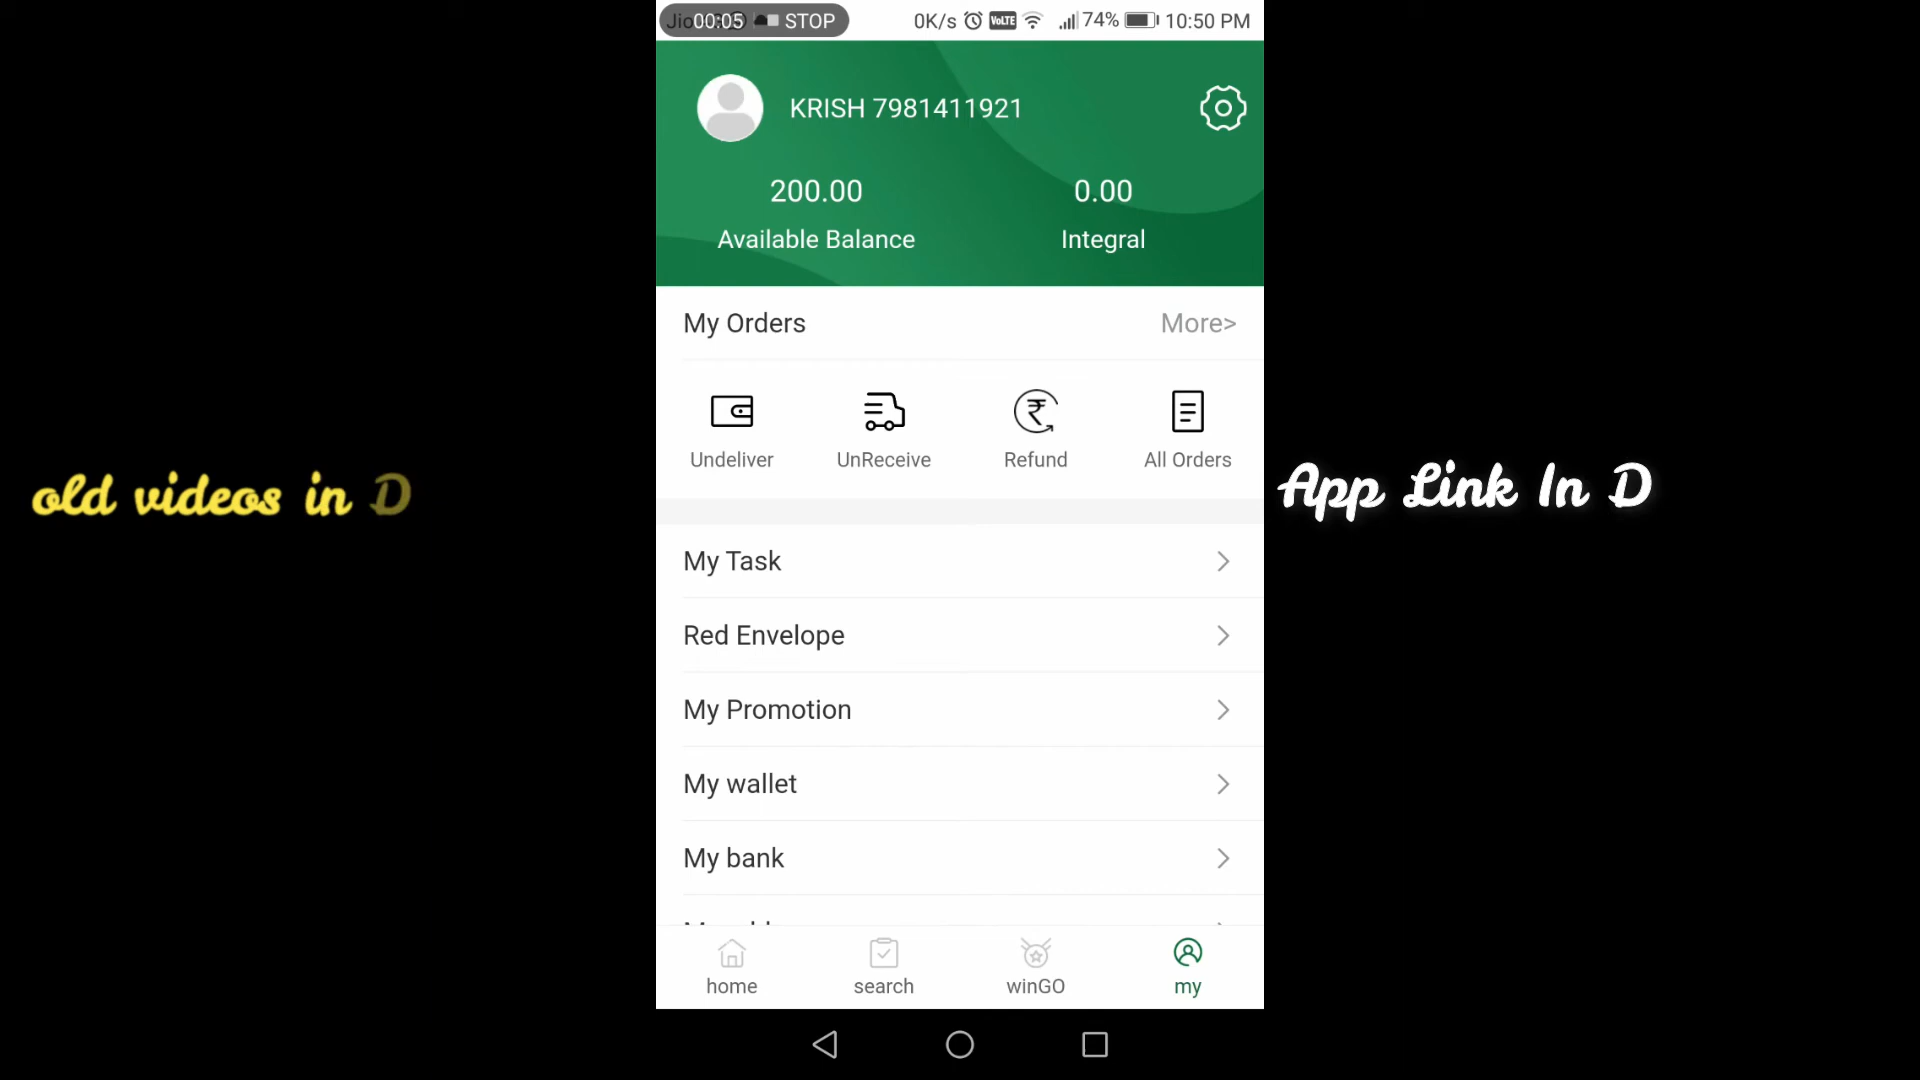 00:05 STOP 0K/s VoLTE 74% 10:50 PM
KRISH 7981411921
200.00 0.00
Available Balance Integral
My Orders More>
Undeliver UnReceive Refund All Orders
old videos in D
App Link In D
My Task
Red Envelope
My Promotion
My wallet
My bank
home search winGO my